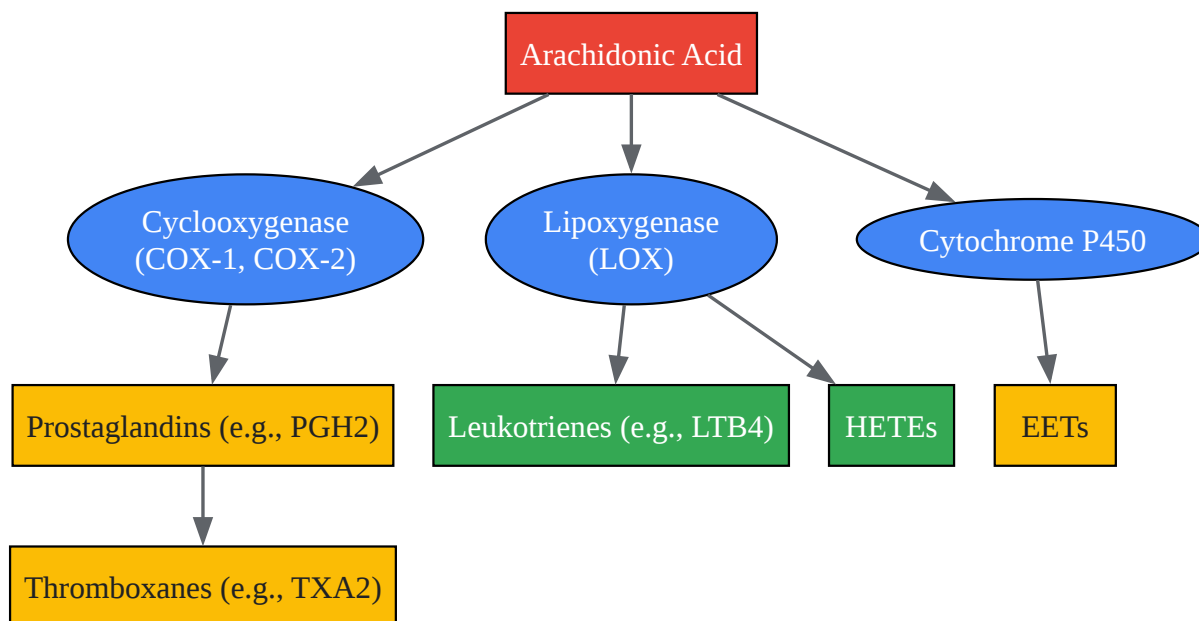 Arachidonic Acid
Cyclooxygenase
(COX-1, COX-2)
Lipoxygenase
(LOX)
Cytochrome P450
Prostaglandins (e.g., PGH2)
Leukotrienes (e.g., LTB4)
HETEs
EETs
Thromboxanes (e.g., TXA2)